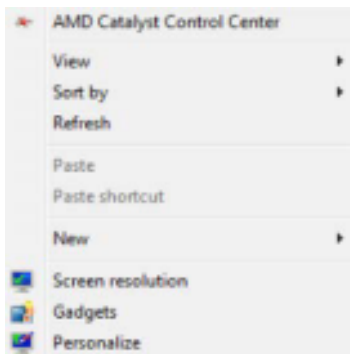 AMD Catalyst Control Center
View
Sort by
Refresh
Paste
Paste shortcut
New
Screen resolution
Gadgets
Personalize